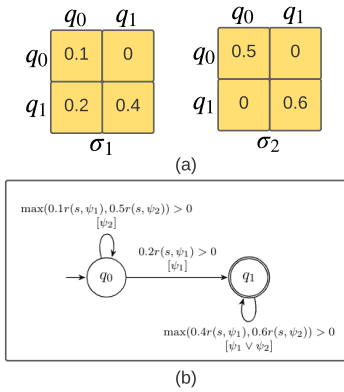 q₀ q₁ q₀ q₁
q₀ 0.1 0 q₀ 0.5 0
q₁ 0.2 0.4 q₁ 0 0.6
σ₁ σ₂
(a)
max(0.1r(s, ψ₁), 0.5r(s, ψ₂)) > 0
[ψ₂]
0.2r(s, ψ₁) > 0
[ψ₁]
q₀ q₁
max(0.4r(s, ψ₁), 0.6r(s, ψ₂)) > 0
[ψ₁ ∨ ψ₂]
(b)